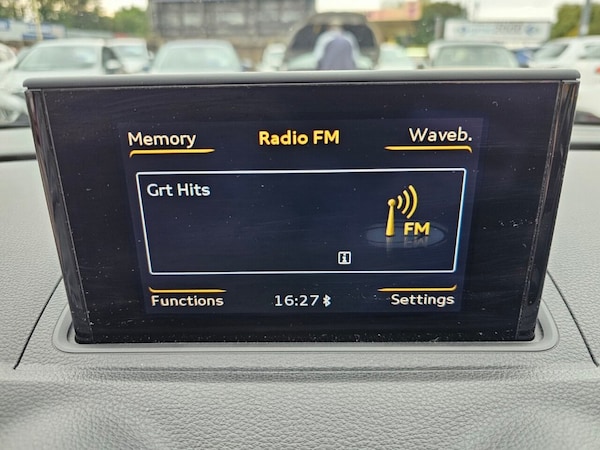 Memory Radio FM Waveb.
Grt Hits
FM
Functions 16:27 Settings